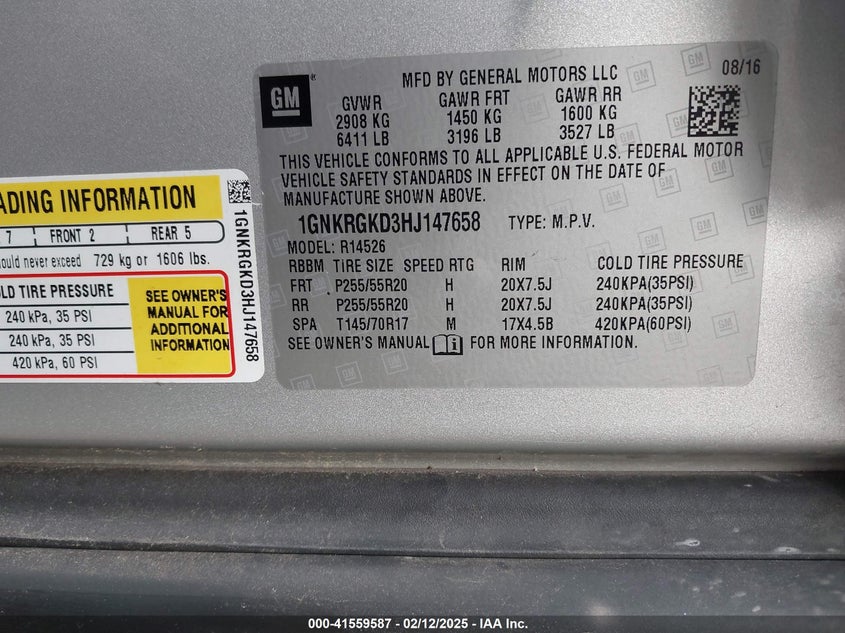 MFD BY GENERAL MOTORS LLC
08/16
GM
®
GVWR GAWR FRT GAWR RR
2908 KG 1450 KG 1600 KG
6411 LB 3196 LB 3527 LB
THIS VEHICLE CONFORMS TO ALL APPLICABLE U.S. FEDERAL MOTOR
VEHICLE SAFETY STANDARDS IN EFFECT ON THE DATE OF
MANUFACTURE SHOWN ABOVE.
1GNKRGKD3HJ147658 TYPE: M.P.V.
MODEL: R14526
RBBM TIRE SIZE SPEED RTG RIM COLD TIRE PRESSURE
FRT P255/55R20 H 20X7.5J 240KPA(35PSI)
RR P255/55R20 H 20X7.5J 240KPA(35PSI)
SPA T145/70R17 M 17X4.5B 420KPA(60PSI)
SEE OWNER'S MANUAL FOR MORE INFORMATION.
ADING INFORMATION
7 FRONT 2 REAR 5
ould never exceed 729 kg or 1606 lbs.
OLD TIRE PRESSURE
240 kPa, 35 PSI
240 kPa, 35 PSI
420 kPa, 60 PSI
SEE OWNER'S
MANUAL FOR
ADDITIONAL
INFORMATION
1GNKRGKD3HJ147658
000-41559587 — 02/12/2025 — © IAA Inc.